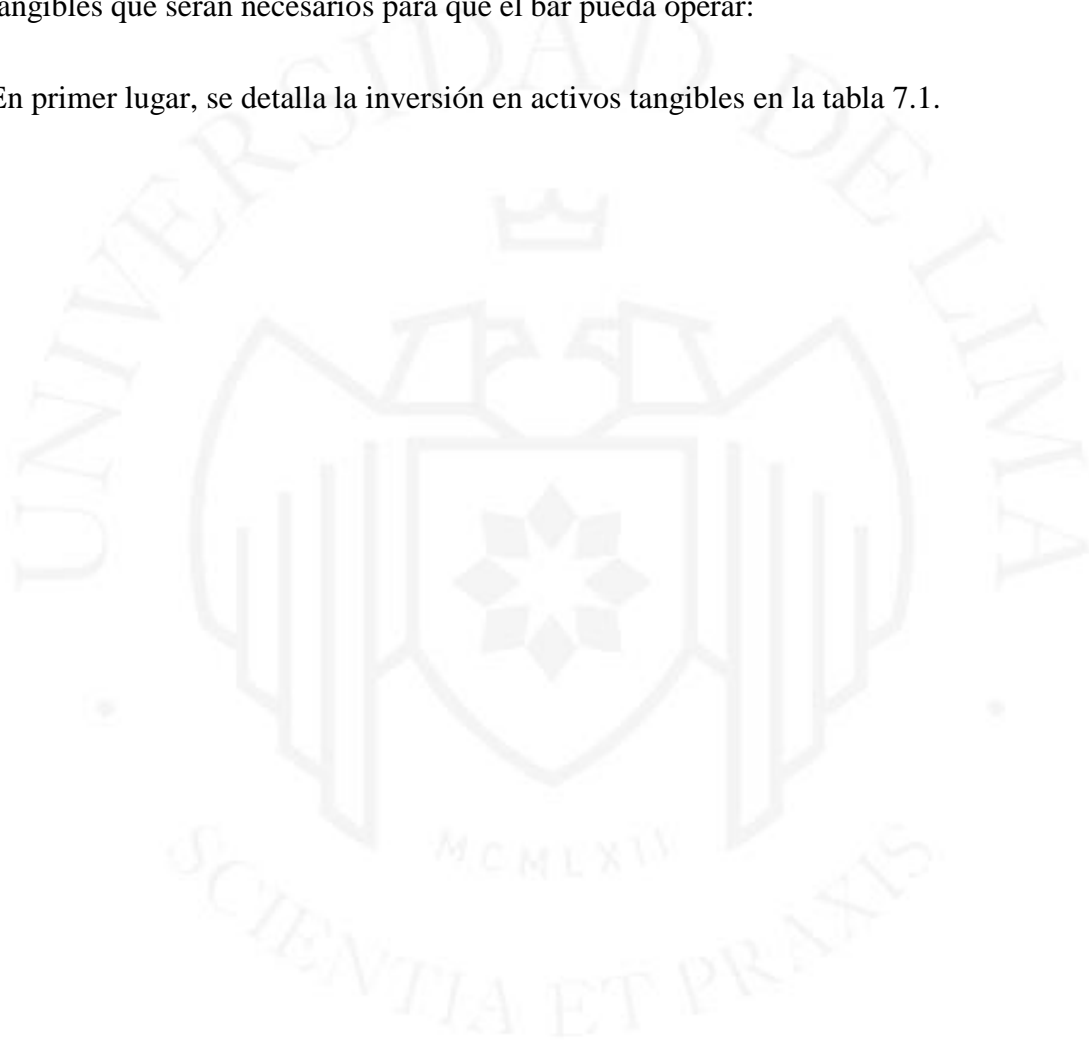 tangibles que serán necesarios para que el bar pueda operar:
En primer lugar, se detalla la inversión en activos tangibles en la tabla 7.1.
UNIVERSIDAD DE LIMA
MCMLXII
SCIENTIA ET PRAXIS